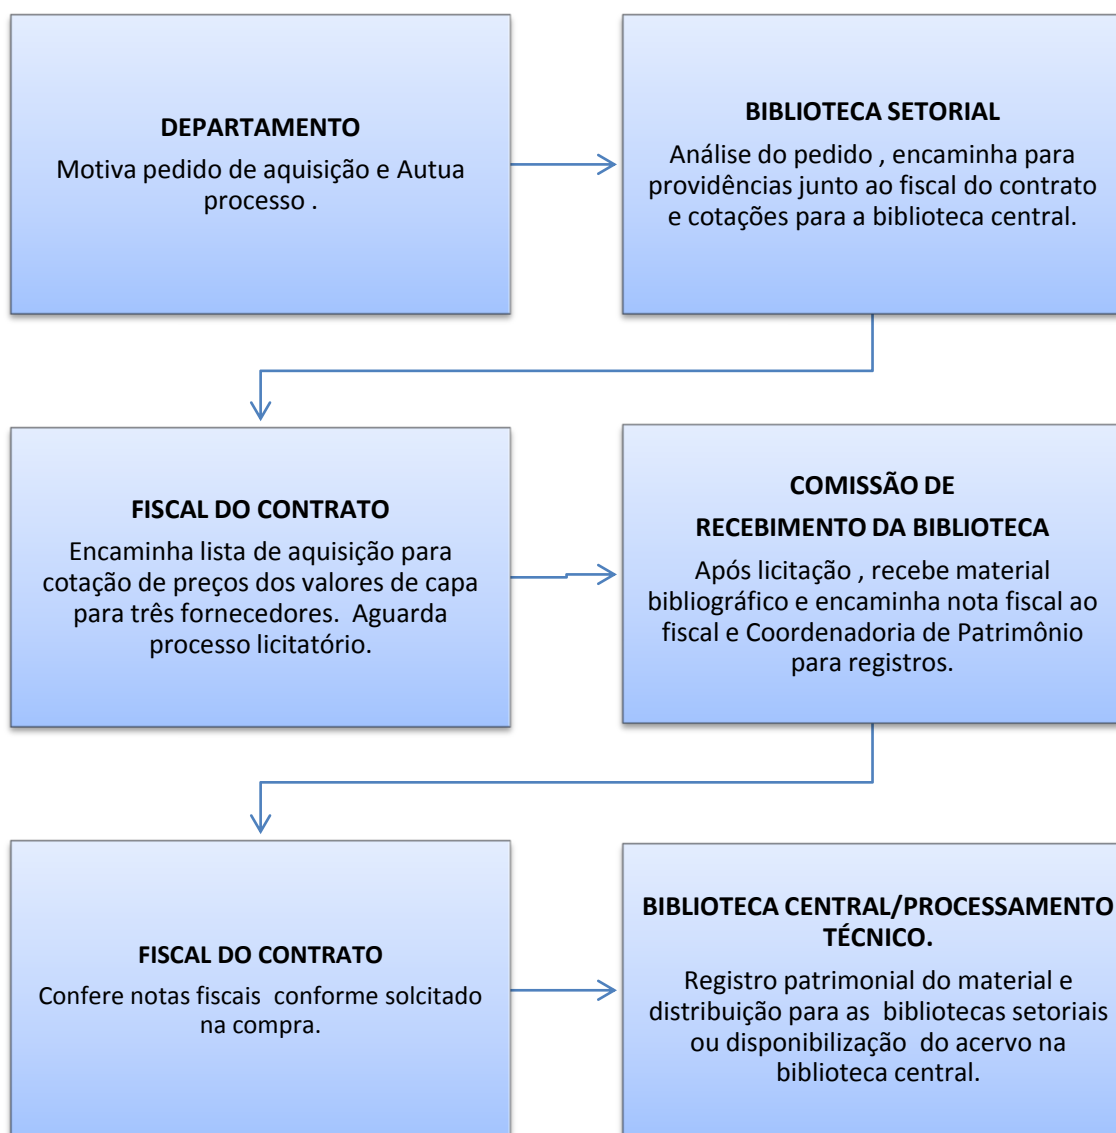 DEPARTAMENTO
Motiva pedido de aquisição e Autua
processo .
BIBLIOTECA SETORIAL
Análise do pedido , encaminha para
providências junto ao fiscal do contrato
e cotações para a biblioteca central.
FISCAL DO CONTRATO
Encaminha lista de aquisição para
cotação de preços dos valores de capa
para três fornecedores. Aguarda
processo licitatório.
COMISSÃO DE
RECEBIMENTO DA BIBLIOTECA
Após licitação , recebe material
bibliográfico e encaminha nota fiscal ao
fiscal e Coordenadoria de Patrimônio
para registros.
FISCAL DO CONTRATO
Confere notas fiscais conforme solcitado
na compra.
BIBLIOTECA CENTRAL/PROCESSAMENTO
TÉCNICO.
Registro patrimonial do material e
distribuição para as bibliotecas setoriais
ou disponibilização do acervo na
biblioteca central.